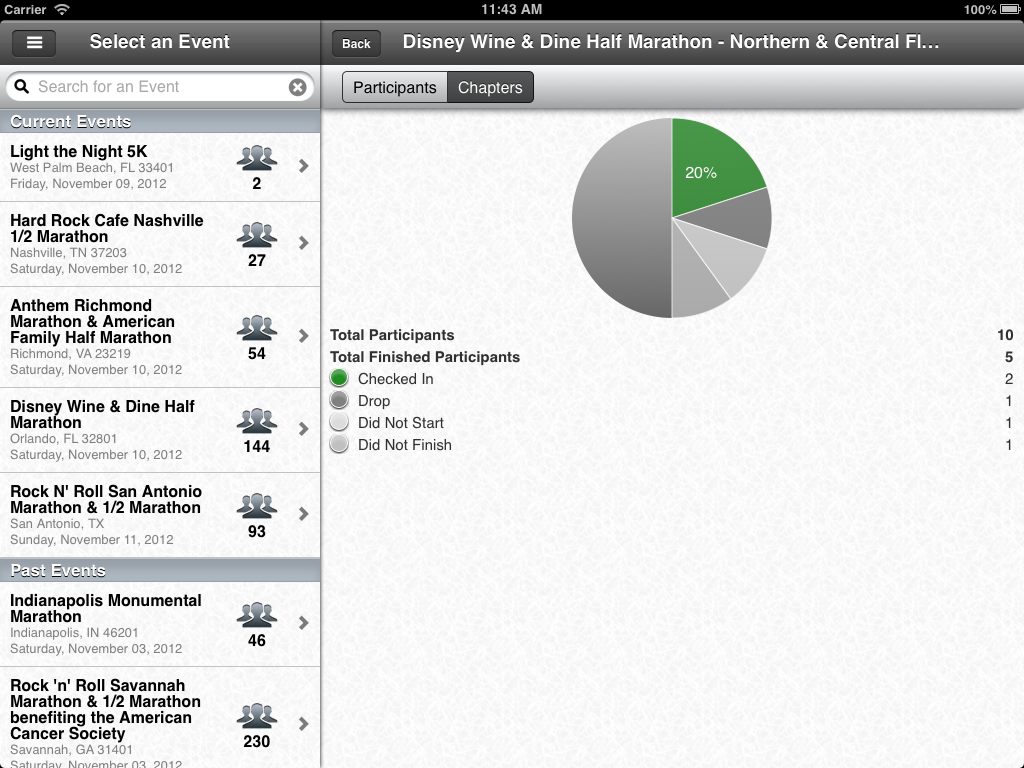 Carrier
11:43 AM
100%
Select an Event
Search for an Event
Current Events
Light the Night 5K
West Palm Beach, FL 33401
Friday, November 09, 2012
2
Hard Rock Cafe Nashville
1/2 Marathon
Nashville, TN 37203
Saturday, November 10, 2012
27
Anthem Richmond
Marathon & American
Family Half Marathon
Richmond, VA 23219
Saturday, November 10, 2012
54
Disney Wine & Dine Half
Marathon
Orlando, FL 32801
Saturday, November 10, 2012
144
Rock N' Roll San Antonio
Marathon & 1/2 Marathon
San Antonio, TX
Sunday, November 11, 2012
93
Past Events
Indianapolis Monumental
Marathon
Indianapolis, IN 46201
Saturday, November 03, 2012
46
Rock 'n' Roll Savannah
Marathon & 1/2 Marathon
benefiting the American
Cancer Society
Savannah, GA 31401
Saturday, November 03, 2012
230
Back
Disney Wine & Dine Half Marathon - Northern & Central Fl...
Participants
Chapters
20%
Total Participants 10
Total Finished Participants 5
Checked In 2
Drop 1
Did Not Start 1
Did Not Finish 1